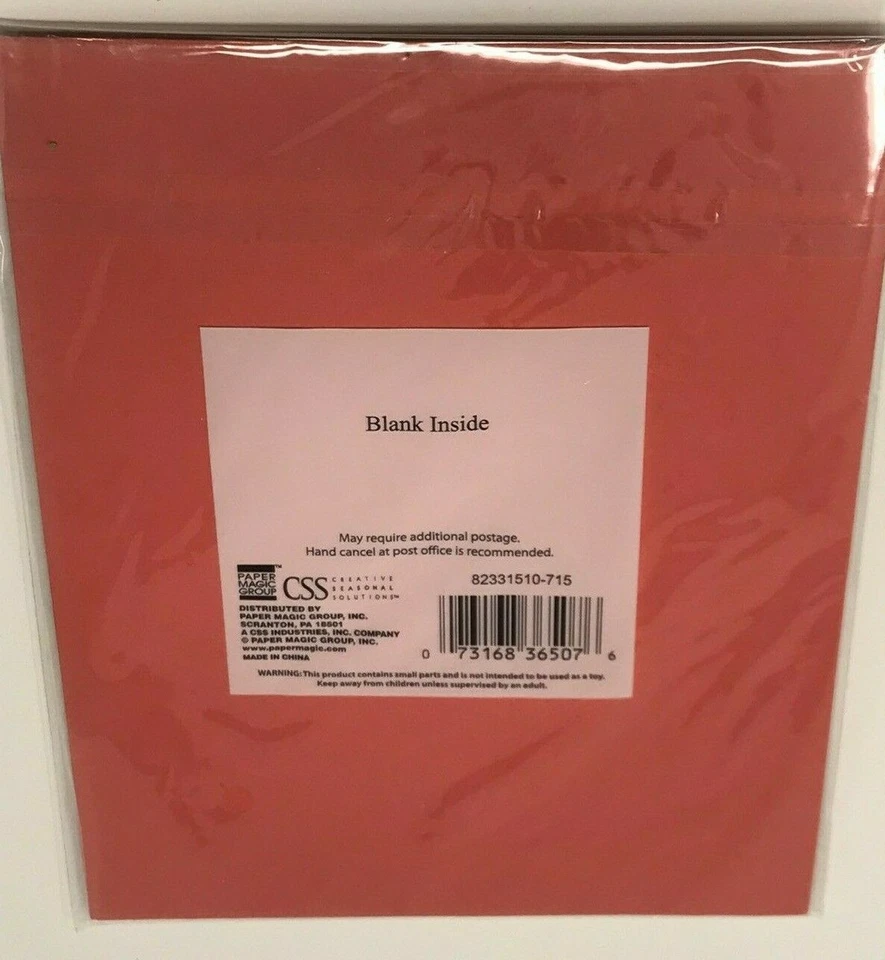 Blank Inside
May require additional postage.
Hand cancel at post office is recommended.
PAPER
MAGIC
GROUP™
CSS CREATIVE
SEASONAL
SOLUTIONS™
DISTRIBUTED BY
PAPER MAGIC GROUP, INC.
SCRANTON, PA 18501
A CSS INDUSTRIES, INC. COMPANY
© PAPER MAGIC GROUP, INC.
www.papermagic.com
MADE IN CHINA
82331510-715
0 73168 36507 6
WARNING: This product contains small parts and is not intended to be used as a toy.
Keep away from children unless supervised by an adult.